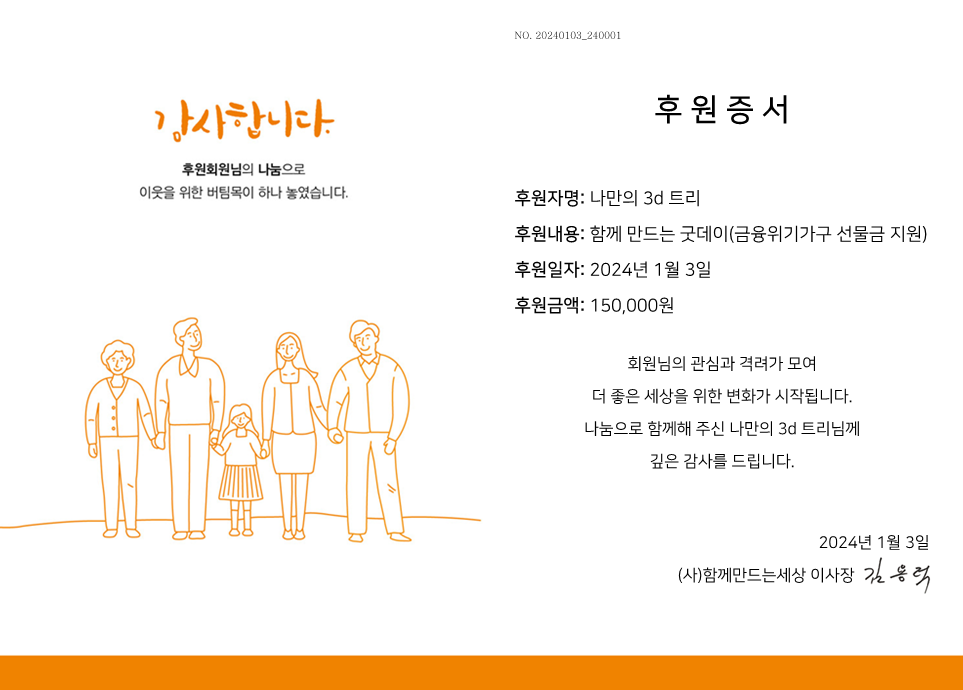 NO. 20240103_240001
감사합니다.
후원회원님의 나눔으로
이웃을 위한 버팀목이 하나 놓였습니다.
후원증서
후원자명: 나만의 3d 트리
후원내용: 함께 만드는 굿데이(금융위기가구 선물금 지원)
후원일자: 2024년 1월 3일
후원금액: 150,000원
회원님의 관심과 격려가 모여
더 좋은 세상을 위한 변화가 시작됩니다.
나눔으로 함께해 주신 나만의 3d 트리님께
깊은 감사를 드립니다.
2024년 1월 3일
(사)함께만드는세상 이사장